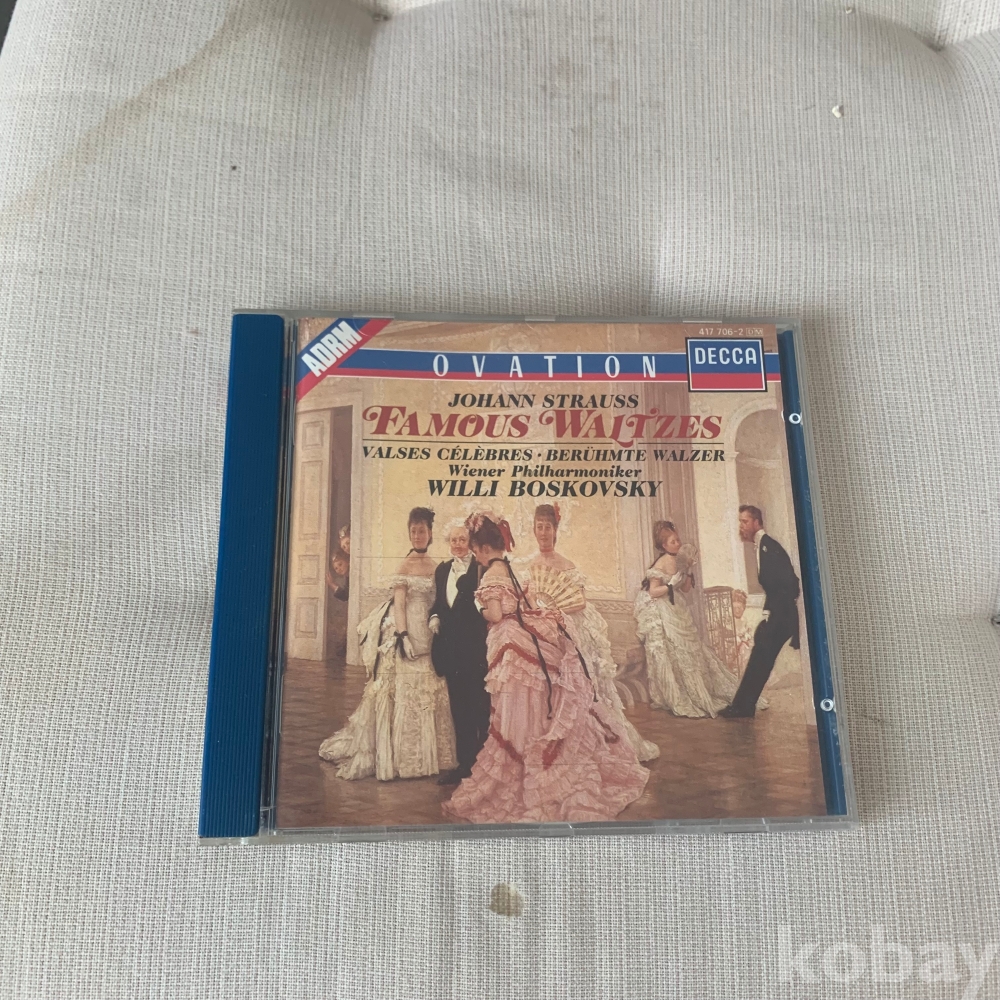 417 706-2 DM
ADRM
OVATION
DECCA
JOHANN STRAUSS
FAMOUS WALTZES
VALSES CÉLÈBRES · BERÜHMTE WALZER
Wiener Philharmoniker
WILLI BOSKOVSKY
kobay